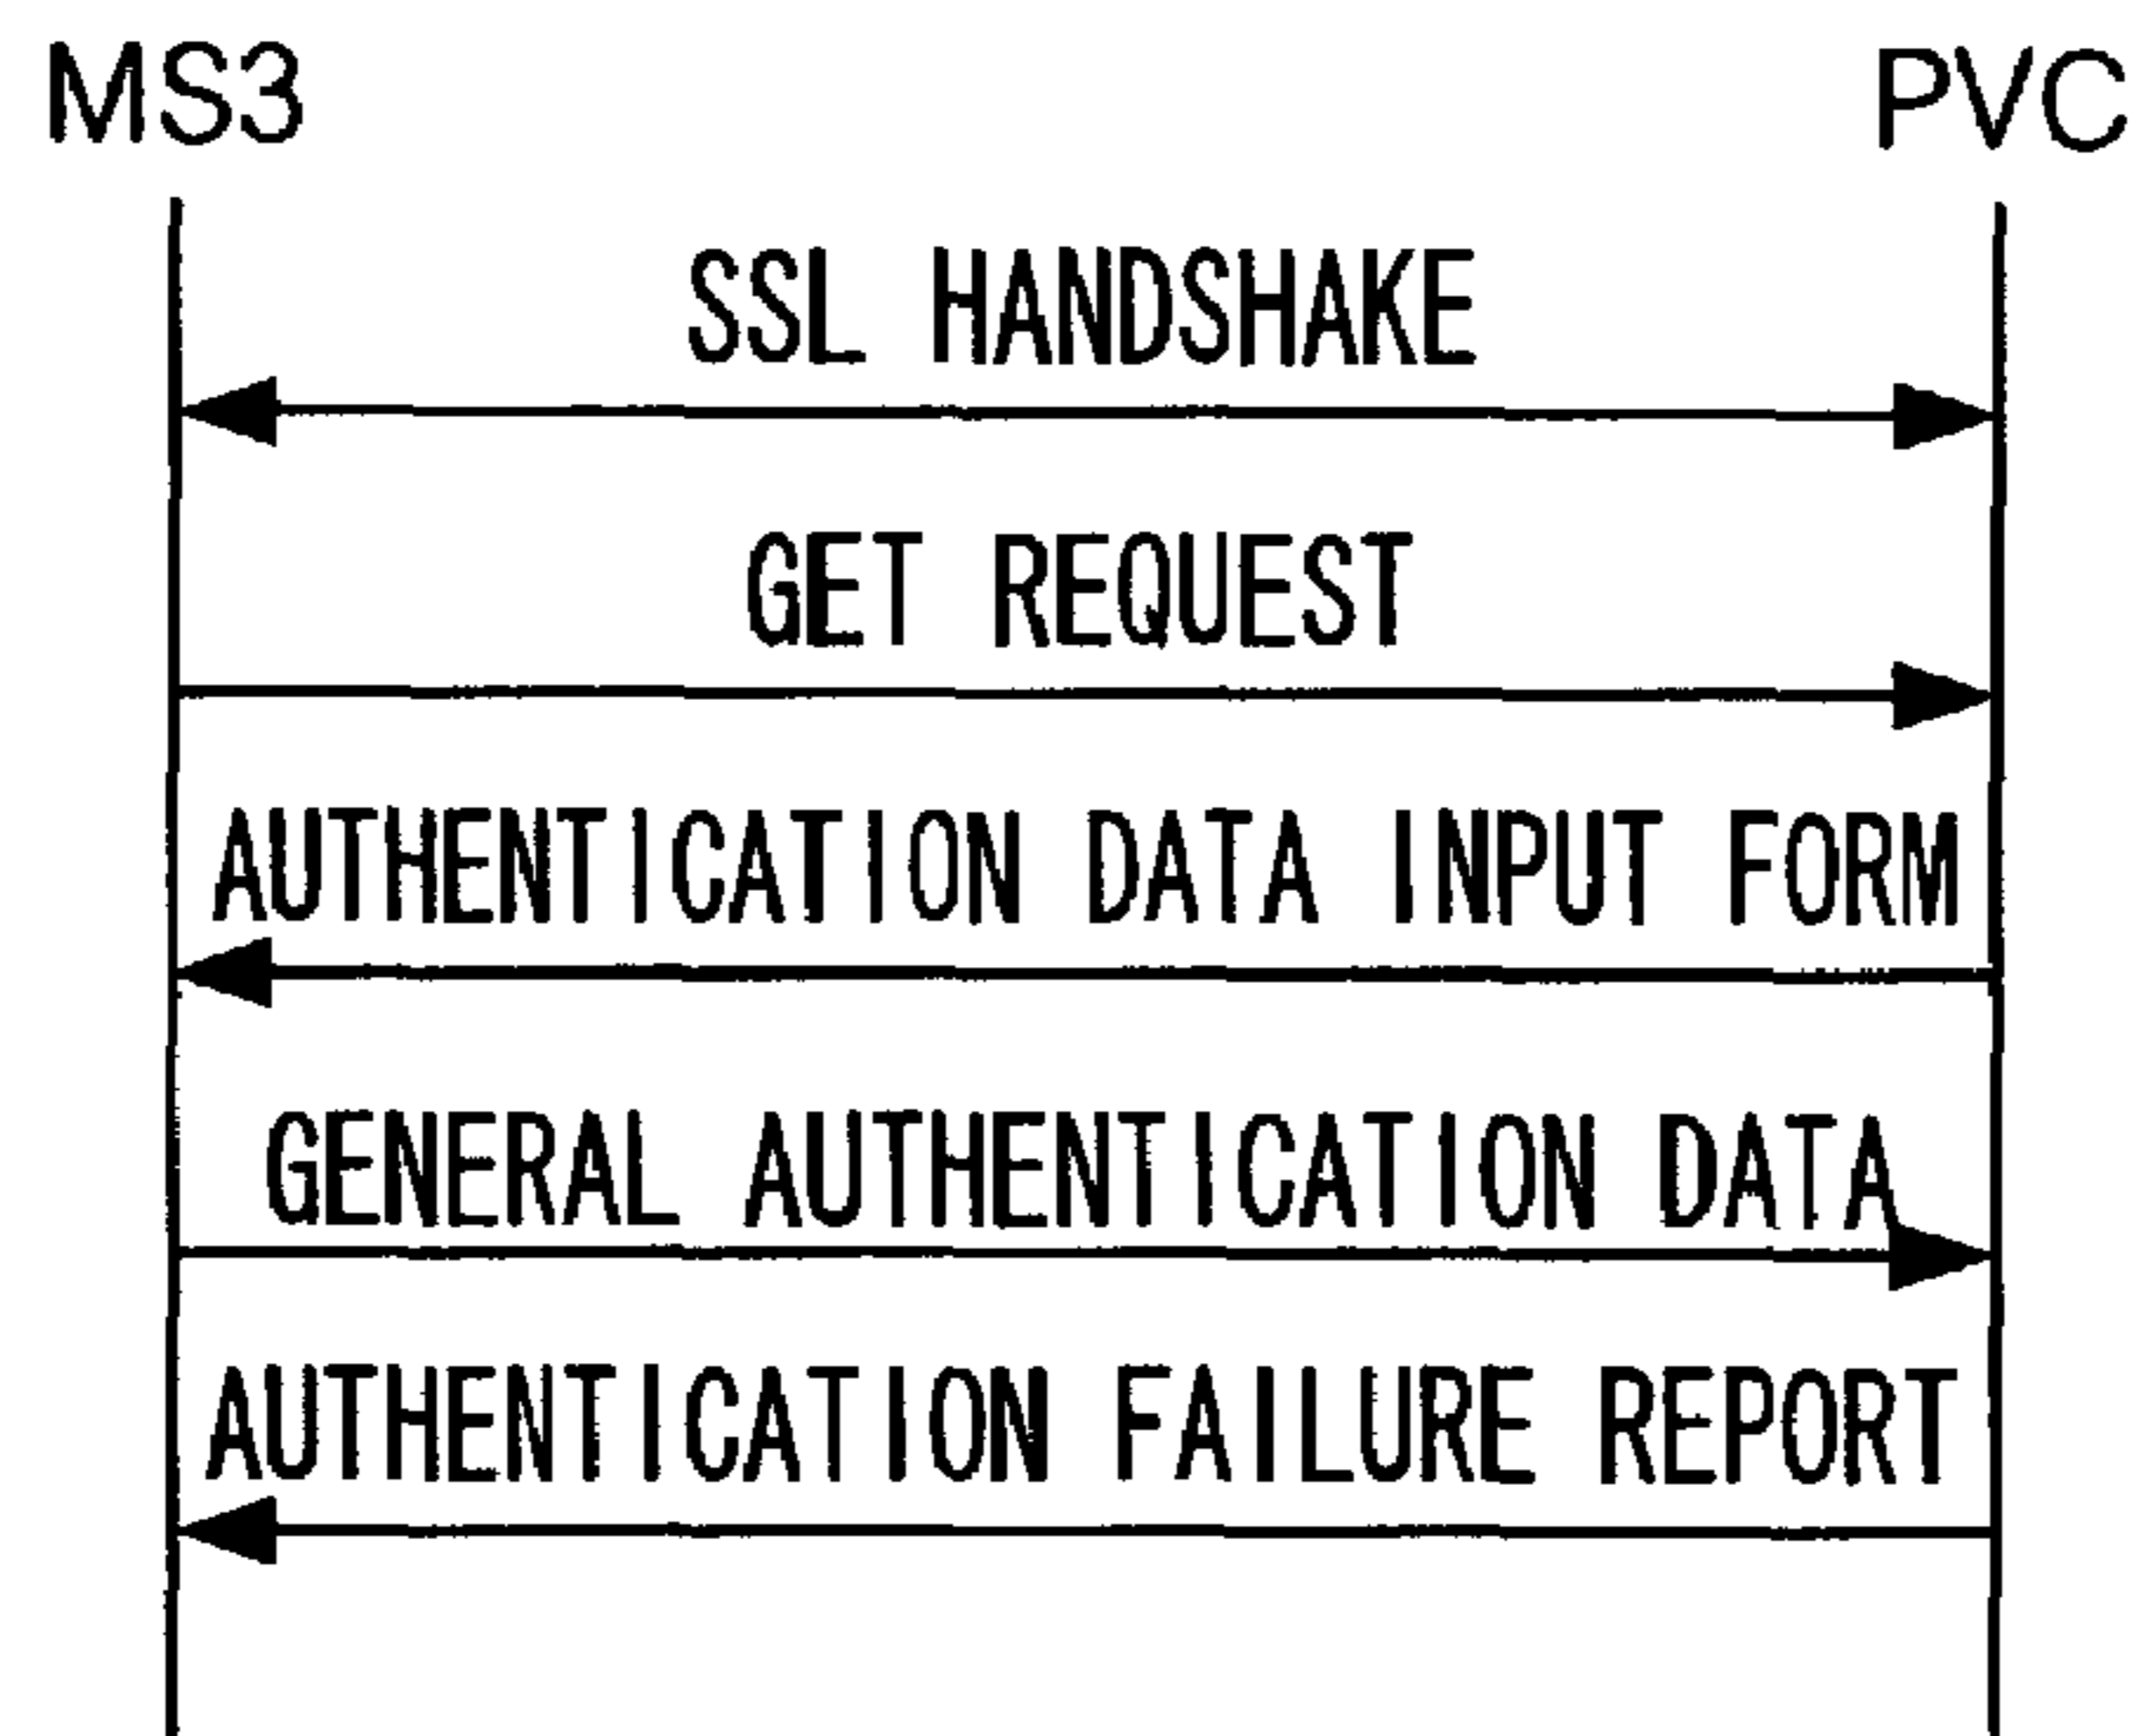 MS3 PVC
SSL HANDSHAKE
GET REQUEST
AUTHENTICATION DATA INPUT FORM
GENERAL AUTHENTICATION DATA
AUTHENTICATION FAILURE REPORT